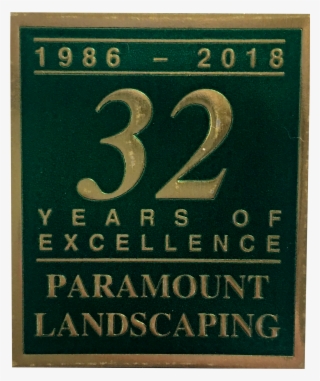 1986 – 2018
32
YEARS OF
EXCELLENCE
PARAMOUNT
LANDSCAPING